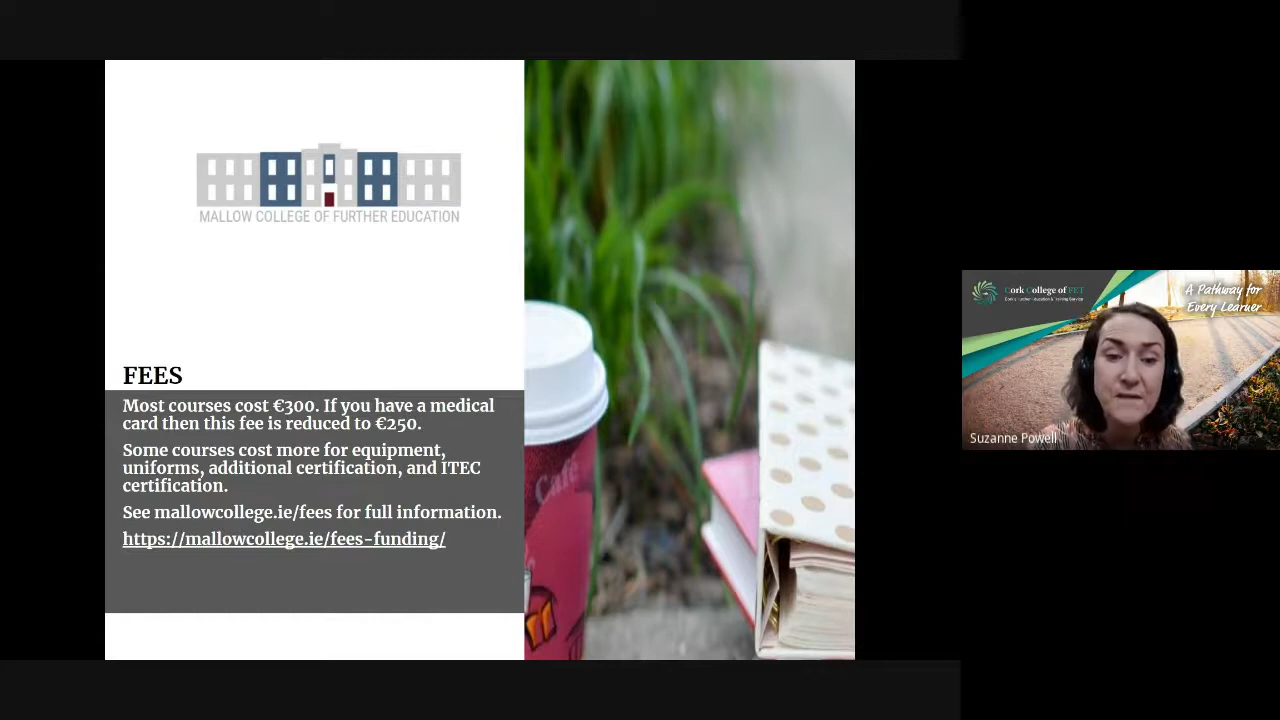 MALLOW COLLEGE OF FURTHER EDUCATION
FEES
Most courses cost €300. If you have a medical
card then this fee is reduced to €250.
Some courses cost more for equipment,
uniforms, additional certification, and ITEC
certification.
See mallowcollege.ie/fees for full information.
https://mallowcollege.ie/fees-funding/
Café
Cork College of FET
A Pathway for
Every Learner
Suzanne Powell